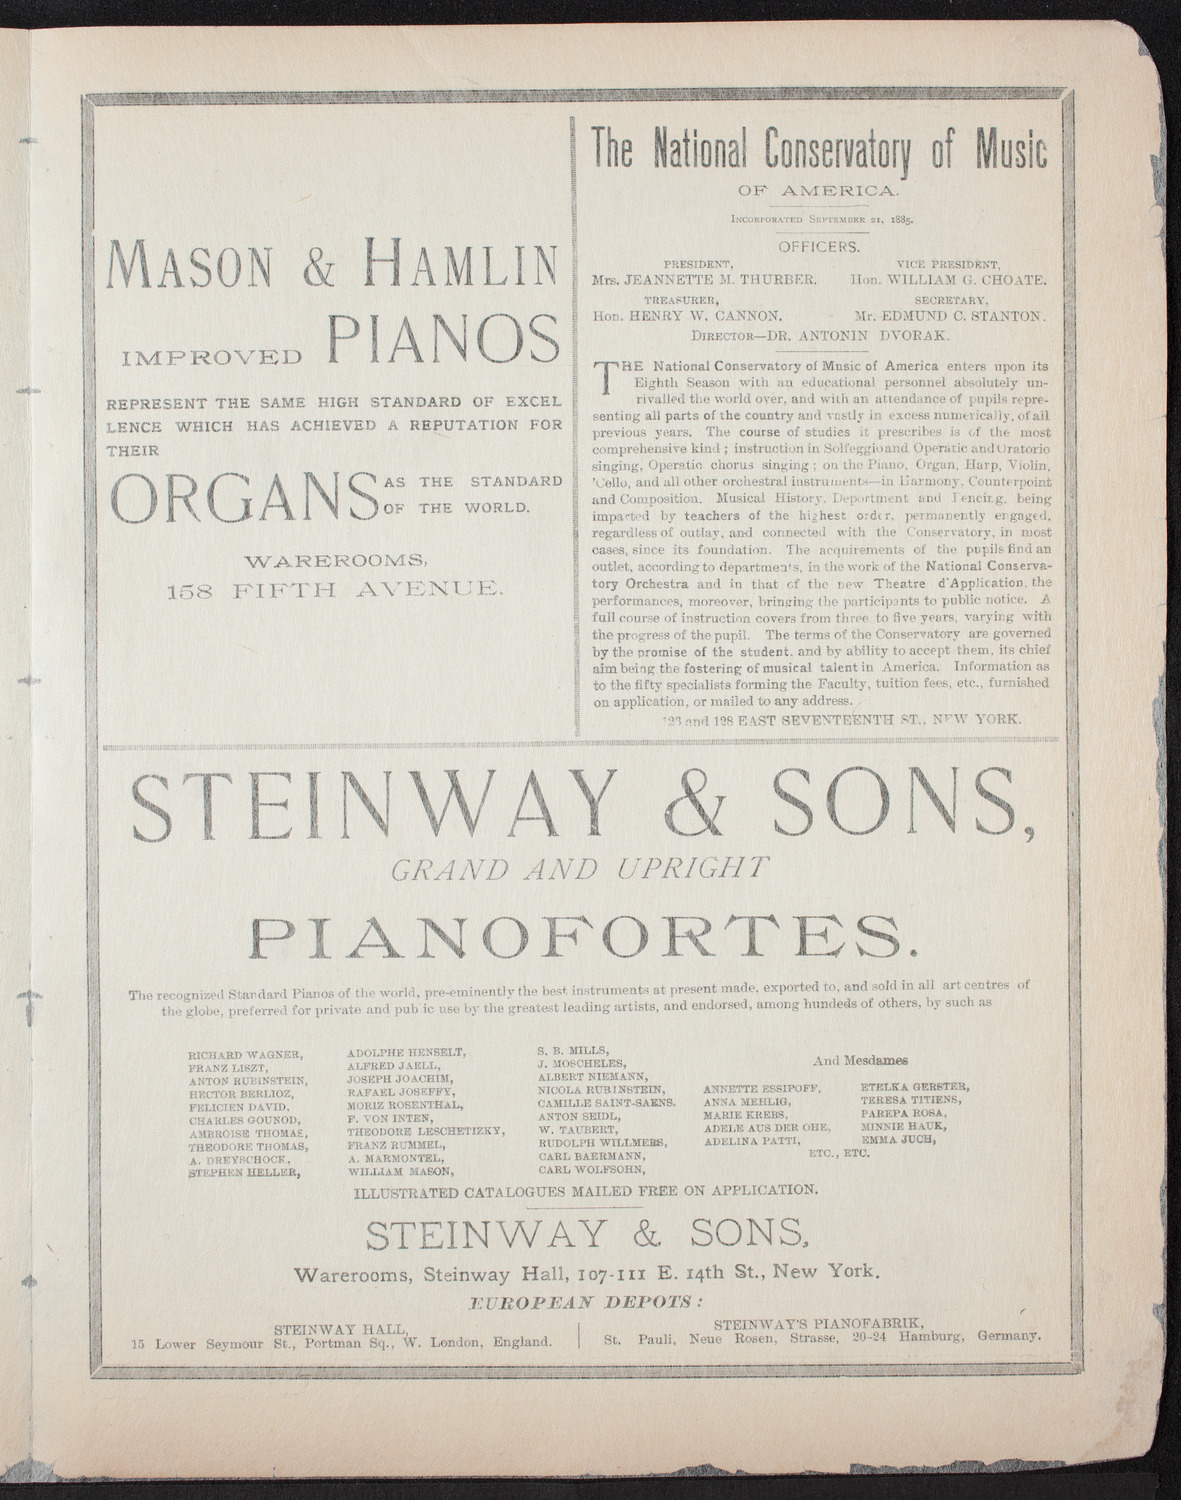 MASON & HAMLIN
IMPROVED PIANOS
REPRESENT THE SAME HIGH STANDARD OF EXCEL
LENCE WHICH HAS ACHIEVED A REPUTATION FOR
THEIR
ORGANS AS THE STANDARD
OF THE WORLD.
WAREROOMS,
158 FIFTH AVENUE.
The National Conservatory of Music
OF AMERICA.
INCORPORATED SEPTEMBER 21, 1885.
OFFICERS.
PRESIDENT, VICE PRESIDENT,
Mrs. JEANNETTE M. THURBER. Hon. WILLIAM G. CHOATE.
TREASURER, SECRETARY,
Hon. HENRY W. CANNON. Mr. EDMUND C. STANTON.
DIRECTOR—DR. ANTONIN DVORAK.
THE National Conservatory of Music of America enters upon its
Eighth Season with an educational personnel absolutely un-
rivalled the world over, and with an attendance of pupils repre-
senting all parts of the country and vastly in excess numerically, of all
previous years. The course of studies it prescribes is of the most
comprehensive kind ; instruction in Solfeggio and Operatic and Oratorio
singing, Operatic chorus singing ; on the Piano, Organ, Harp, Violin,
'Cello, and all other orchestral instruments—in Harmony, Counterpoint
and Composition, Musical History, Deportment and Fencing, being
imparted by teachers of the highest order, permanently engaged,
regardless of outlay, and connected with the Conservatory, in most
cases, since its foundation. The acquirements of the pupils find an
outlet, according to departments, in the work of the National Conserva-
tory Orchestra and in that of the new Theatre d'Application, the
performances, moreover, bringing the participants to public notice. A
full course of instruction covers from three to five years, varying with
the progress of the pupil. The terms of the Conservatory are governed
by the promise of the student, and by ability to accept them, its chief
aim being the fostering of musical talent in America. Information as
to the fifty specialists forming the Faculty, tuition fees, etc., furnished
on application, or mailed to any address.
126 and 128 EAST SEVENTEENTH ST., NEW YORK.
STEINWAY & SONS,
GRAND AND UPRIGHT
PIANOFORTES.
The recognized Standard Pianos of the world, pre-eminently the best instruments at present made, exported to, and sold in all art centres of
the globe, preferred for private and pub ic use by the greatest leading artists, and endorsed, among hundeds of others, by such as
RICHARD WAGNER,
FRANZ LISZT,
ANTON RUBINSTEIN,
HECTOR BERLIOZ,
FELICIEN DAVID,
CHARLES GOUNOD,
AMBROISE THOMAS,
THEODORE THOMAS,
A. DREYSCHOCK,
STEPHEN HELLER,
ADOLPHE HENSELT,
ALFRED JAELL,
JOSEPH JOACHIM,
RAFAEL JOSEFFY,
MORIZ ROSENTHAL,
F. VON INTEN,
THEODORE LESCHETIZKY,
FRANZ RUMMEL,
A. MARMONTEL,
WILLIAM MASON,
S. B. MILLS,
J. MOSCHELES,
ALBERT NIEMANN,
NICOLA RUBINSTEIN,
CAMILLE SAINT-SAENS.
ANTON SEIDL,
W. TAUBERT,
RUDOLPH WILLMERS,
CARL BAERMANN,
CARL WOLFSOHN,
And Mesdames
ANNETTE ESSIPOFF,
ANNA MEHLIG,
MARIE KREBS,
ADELE AUS DER OHE,
ADELINA PATTI,
ETELKA GERSTER,
TERESA TITIENS,
PAREPA ROSA,
MINNIE HAUK,
EMMA JUCH,
ETC., ETC.
ILLUSTRATED CATALOGUES MAILED FREE ON APPLICATION.
STEINWAY & SONS,
Warerooms, Steinway Hall, 107-111 E. 14th St., New York.
EUROPEAN DEPOTS :
STEINWAY HALL,
15 Lower Seymour St., Portman Sq., W. London, England.
STEINWAY'S PIANOFABRIK,
St. Pauli, Neue Rosen, Strasse, 20-24 Hamburg, Germany.